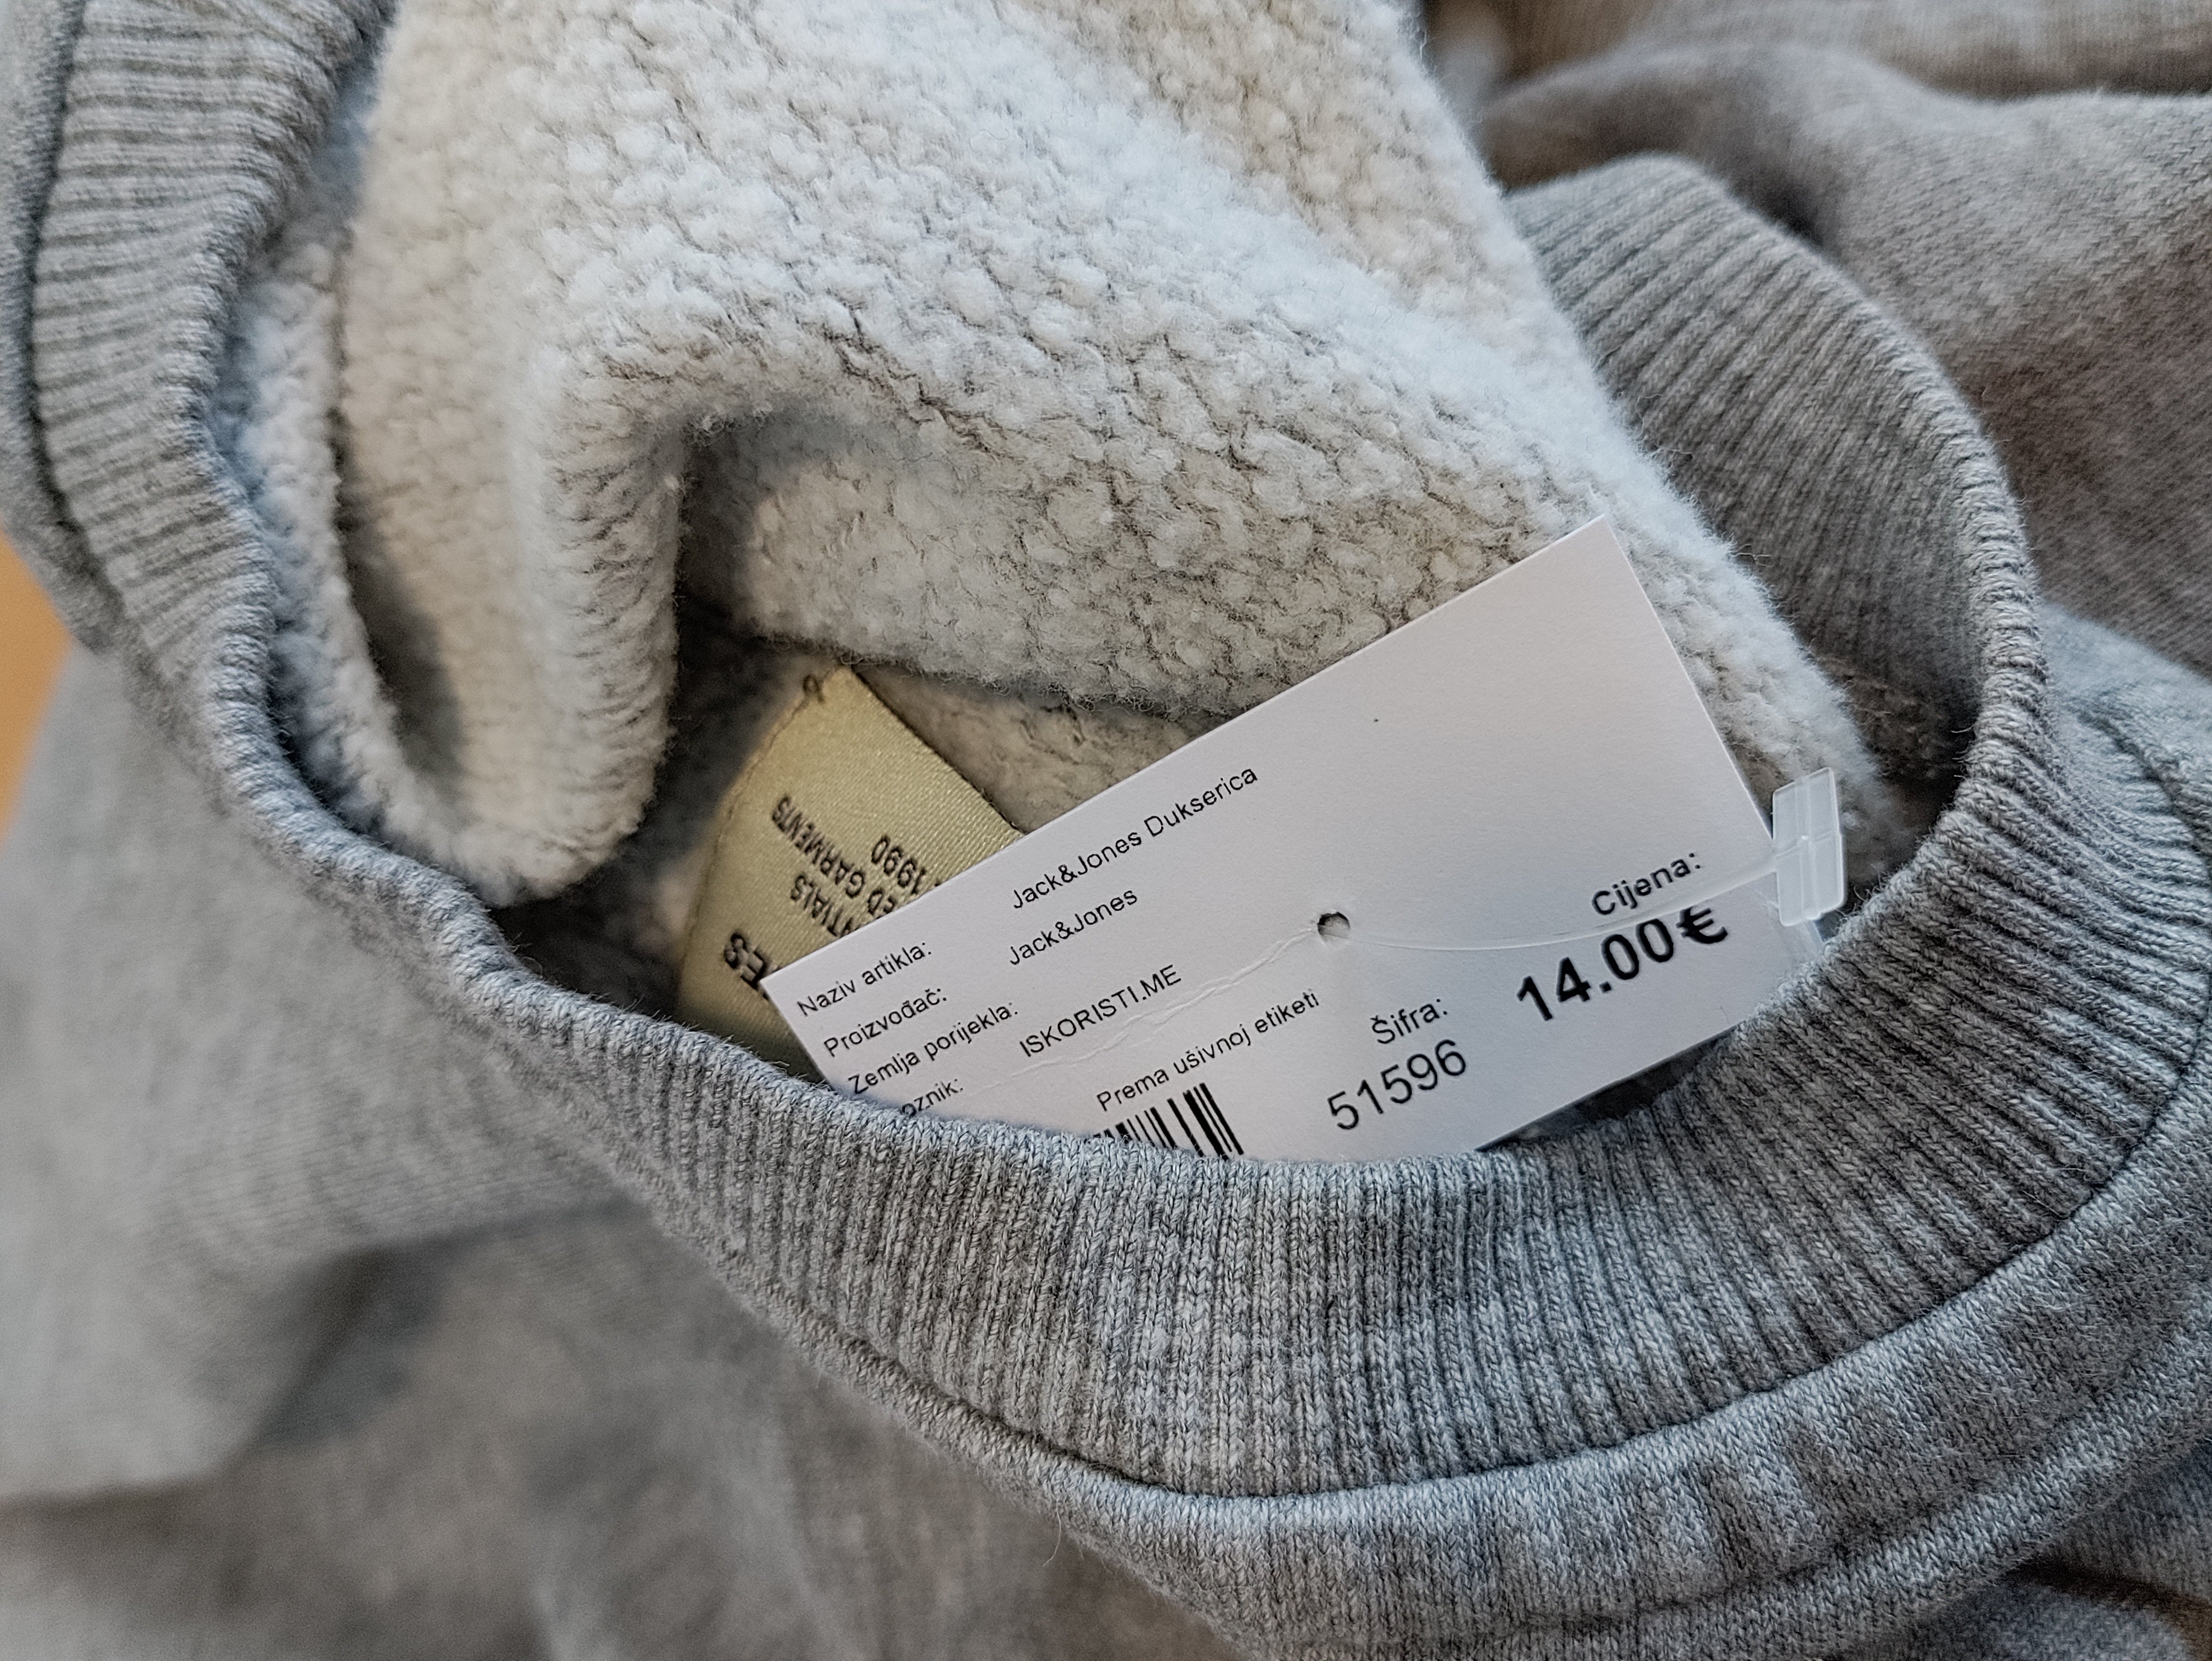 Naziv artikla: Jack&Jones Dukserica
Proizvođač: Jack&Jones
Zemlja porijekla: ISKORISTI.ME
Prema ušivnoj etiketi
Šifra:
51596
Cijena:
14.00€
1990
GARMENTS